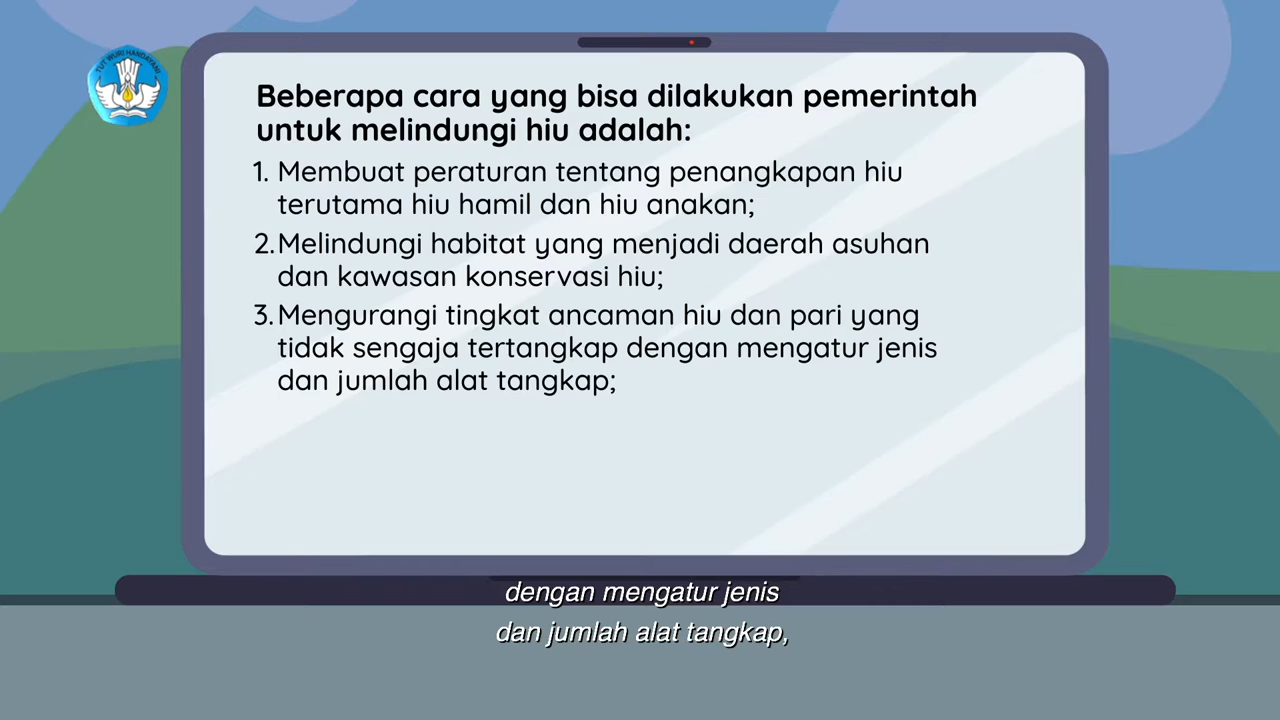 TUT WURI HANDAYANI
Beberapa cara yang bisa dilakukan pemerintah
untuk melindungi hiu adalah:
1. Membuat peraturan tentang penangkapan hiu
terutama hiu hamil dan hiu anakan;
2. Melindungi habitat yang menjadi daerah asuhan
dan kawasan konservasi hiu;
3. Mengurangi tingkat ancaman hiu dan pari yang
tidak sengaja tertangkap dengan mengatur jenis
dan jumlah alat tangkap;
dengan mengatur jenis
dan jumlah alat tangkap,